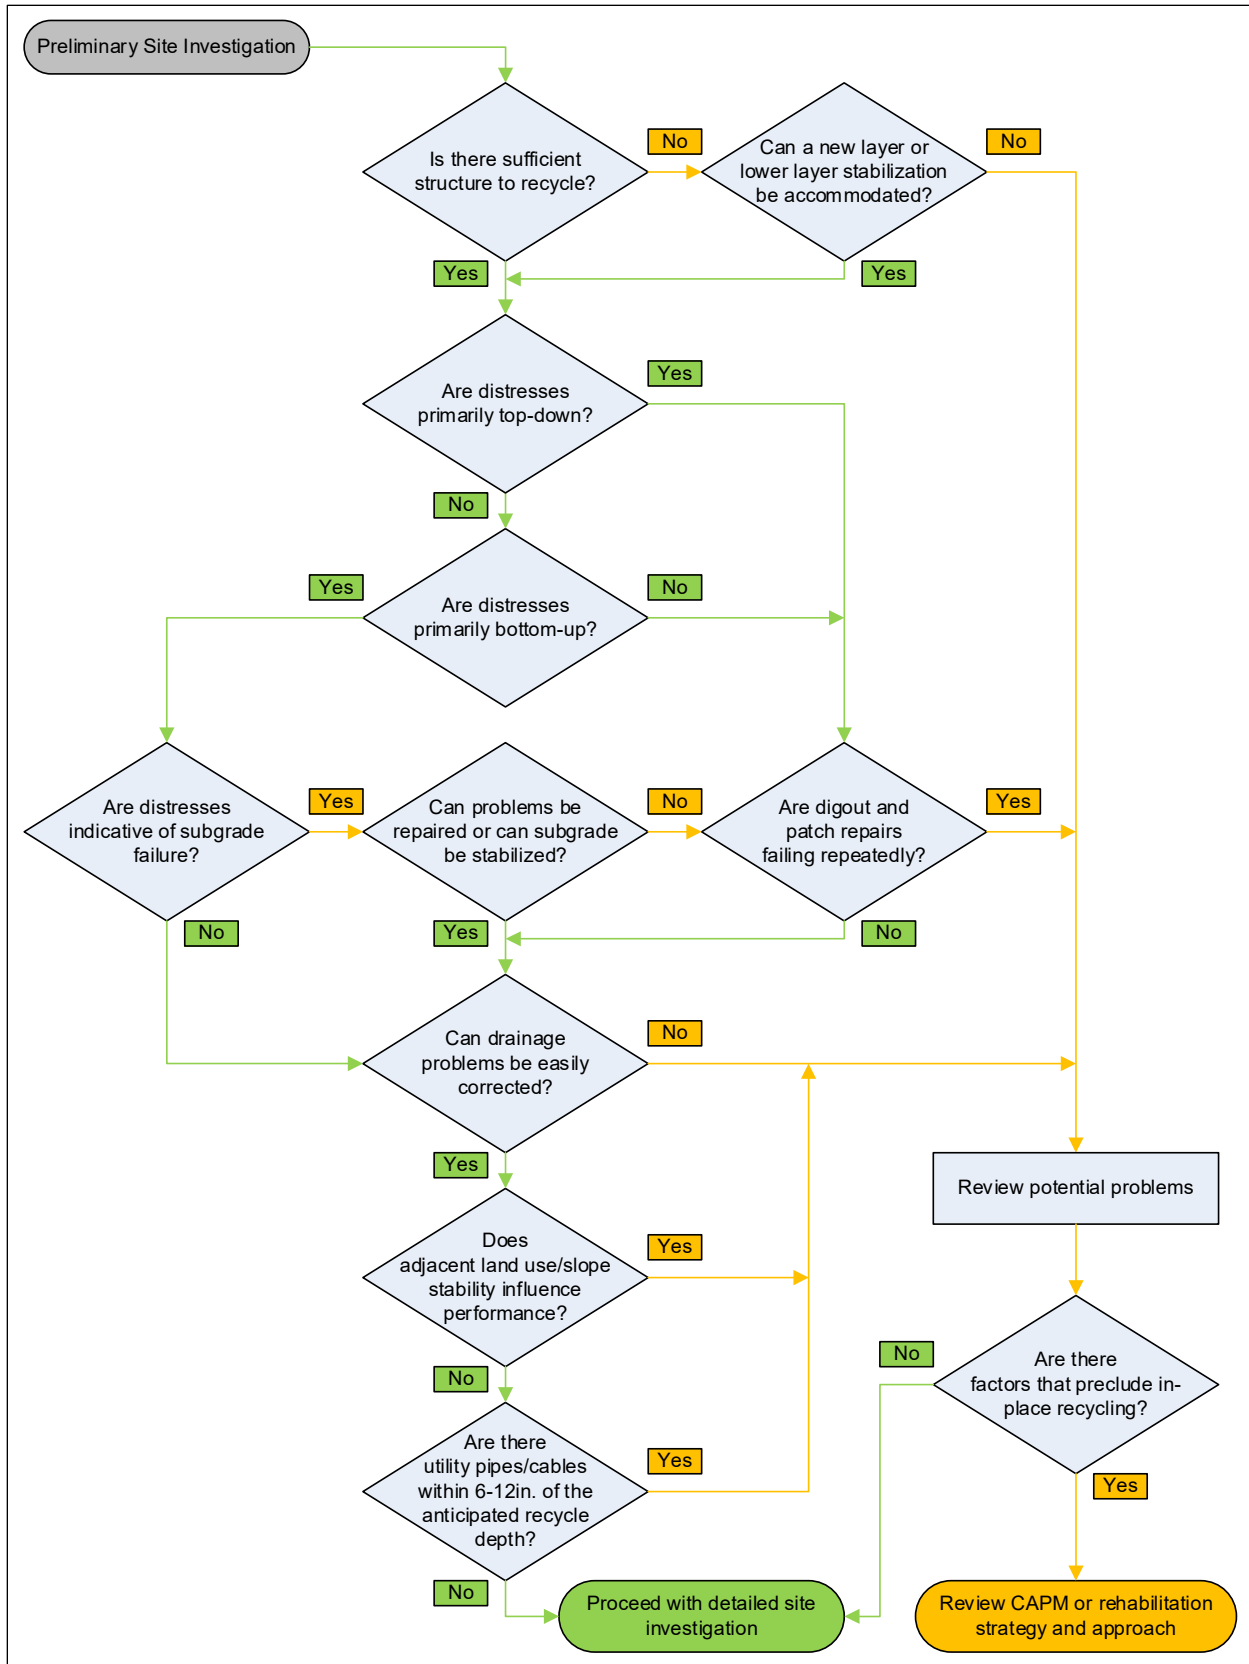 Preliminary Site Investigation
Is there sufficient
structure to recycle?
No
Can a new layer or
lower layer stabilization
be accommodated?
No
Yes
Yes
Are distresses
primarily top-down?
Yes
No
Are distresses
primarily bottom-up?
Yes
No
Are distresses
indicative of subgrade
failure?
Yes
Can problems be
repaired or can subgrade
be stabilized?
No
Are digout and
patch repairs
failing repeatedly?
Yes
No
Yes
No
Can drainage
problems be easily
corrected?
No
Yes
Review potential problems
Does
adjacent land use/slope
stability influence
performance?
Yes
No
Are there
factors that preclude in-
place recycling?
No
Yes
Are there
utility pipes/cables
within 6-12in. of the
anticipated recycle
depth?
Yes
No
Proceed with detailed site
investigation
Review CAPM or rehabilitation
strategy and approach